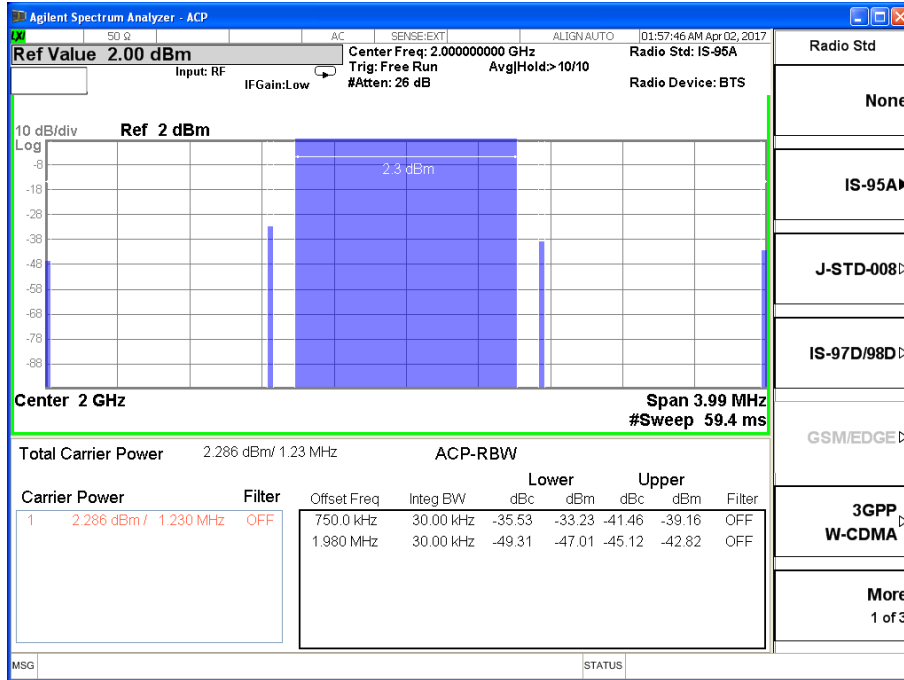 Agilent Spectrum Analyzer - ACP
LXI 50 Ω AC SENSE:EXT ALIGN AUTO 01:57:46 AM Apr 02, 2017
Ref Value 2.00 dBm
Center Freq: 2.000000000 GHz
Radio Std: IS-95A
Input: RF
Trig: Free Run Avg|Hold:>10/10
IFGain:Low
#Atten: 26 dB
Radio Device: BTS
10 dB/div Ref 2 dBm
Log
2.3 dBm
-8
-18
-28
-38
-48
-58
-68
-78
-88
Center 2 GHz
Span 3.99 MHz
#Sweep 59.4 ms
Total Carrier Power 2.286 dBm/ 1.23 MHz ACP-RBW
Lower Upper
Carrier Power Filter
Offset Freq Integ BW dBc dBm dBc dBm Filter
1 2.286 dBm / 1.230 MHz OFF
750.0 kHz 30.00 kHz -35.53 -33.23 -41.46 -39.16 OFF
1.980 MHz 30.00 kHz -49.31 -47.01 -45.12 -42.82 OFF
MSG
STATUS
Radio Std
None
IS-95A
J-STD-008
IS-97D/98D
GSM/EDGE
3GPP
W-CDMA
More
1 of 3